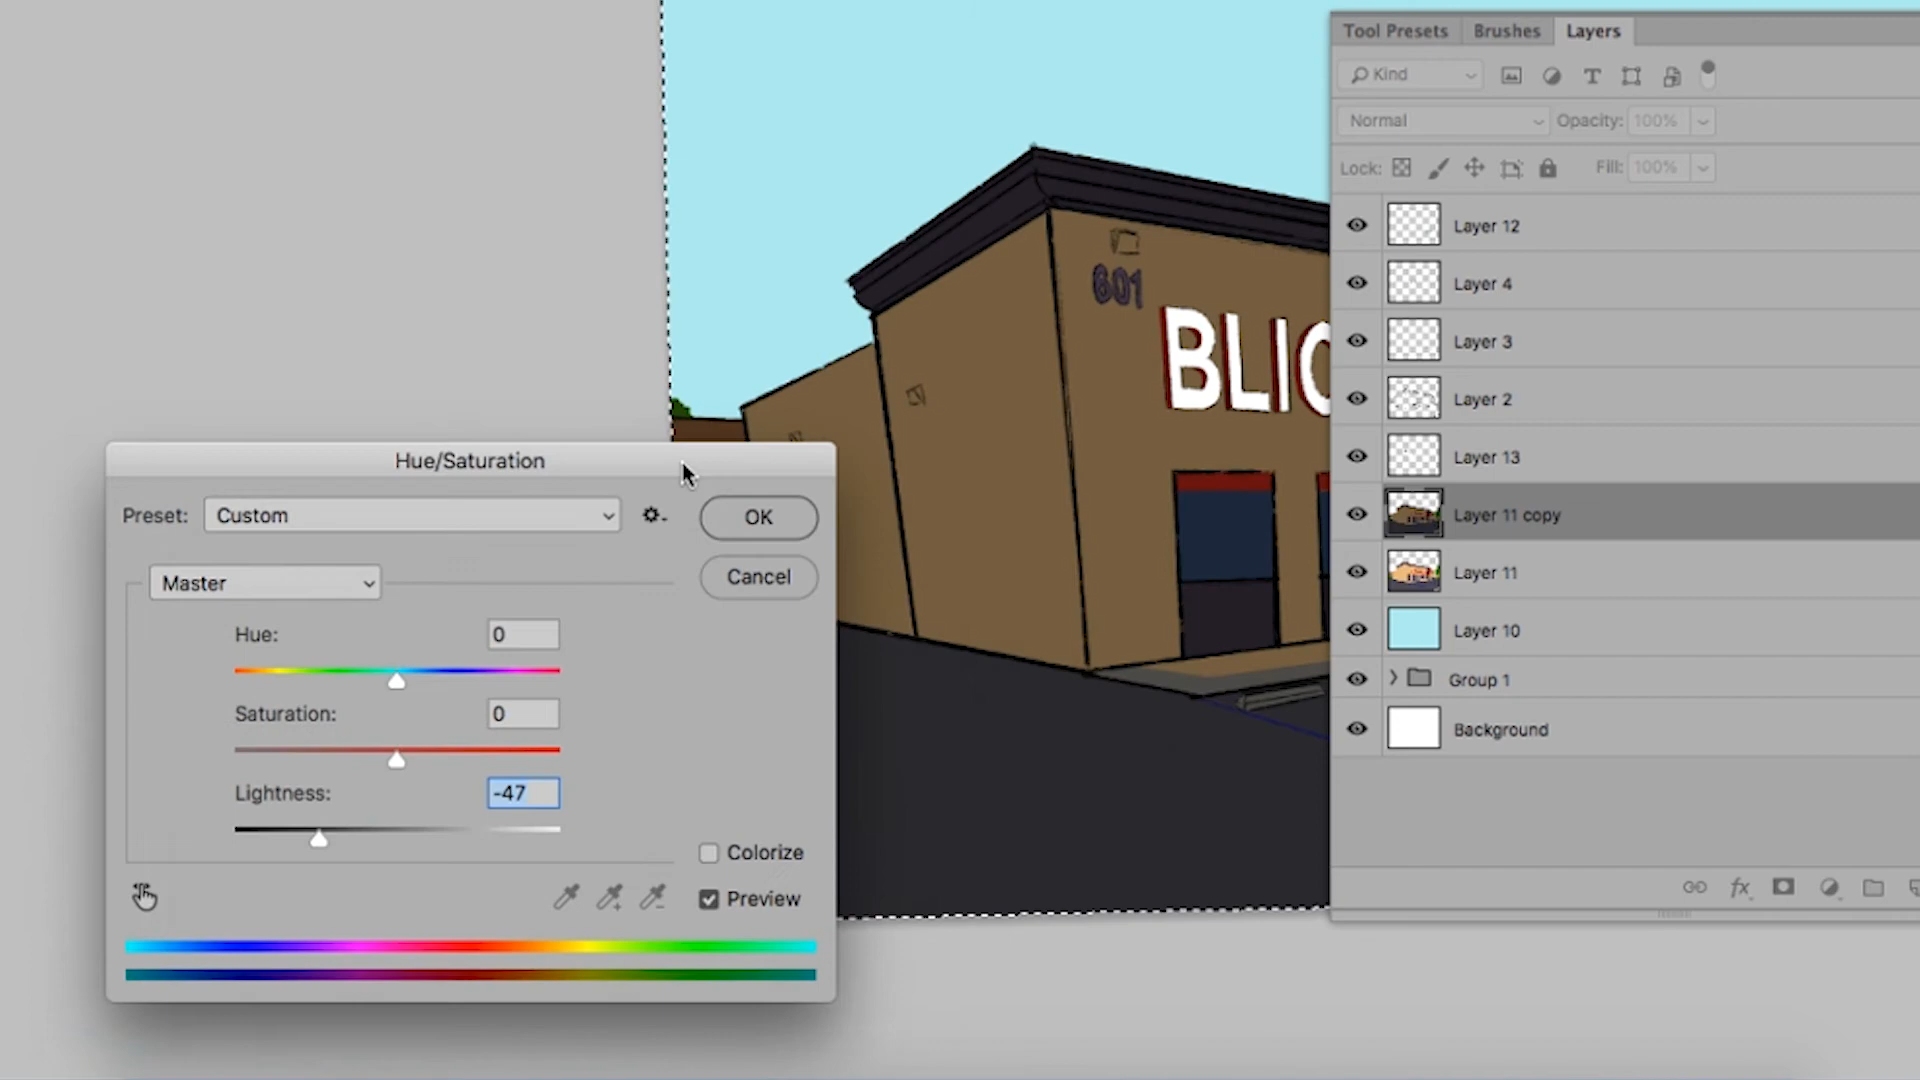 Tool Presets Brushes Layers
Kind
Normal Opacity: 100%
Lock: Fill: 100%
Layer 12
Layer 4
Layer 3
Layer 2
Layer 13
Layer 11 copy
Layer 11
Layer 10
Group 1
Background
fx
601
BLIC
Hue/Saturation
Preset: Custom
OK
Cancel
Master
Hue: 0
Saturation: 0
Lightness: -47
Colorize
Preview